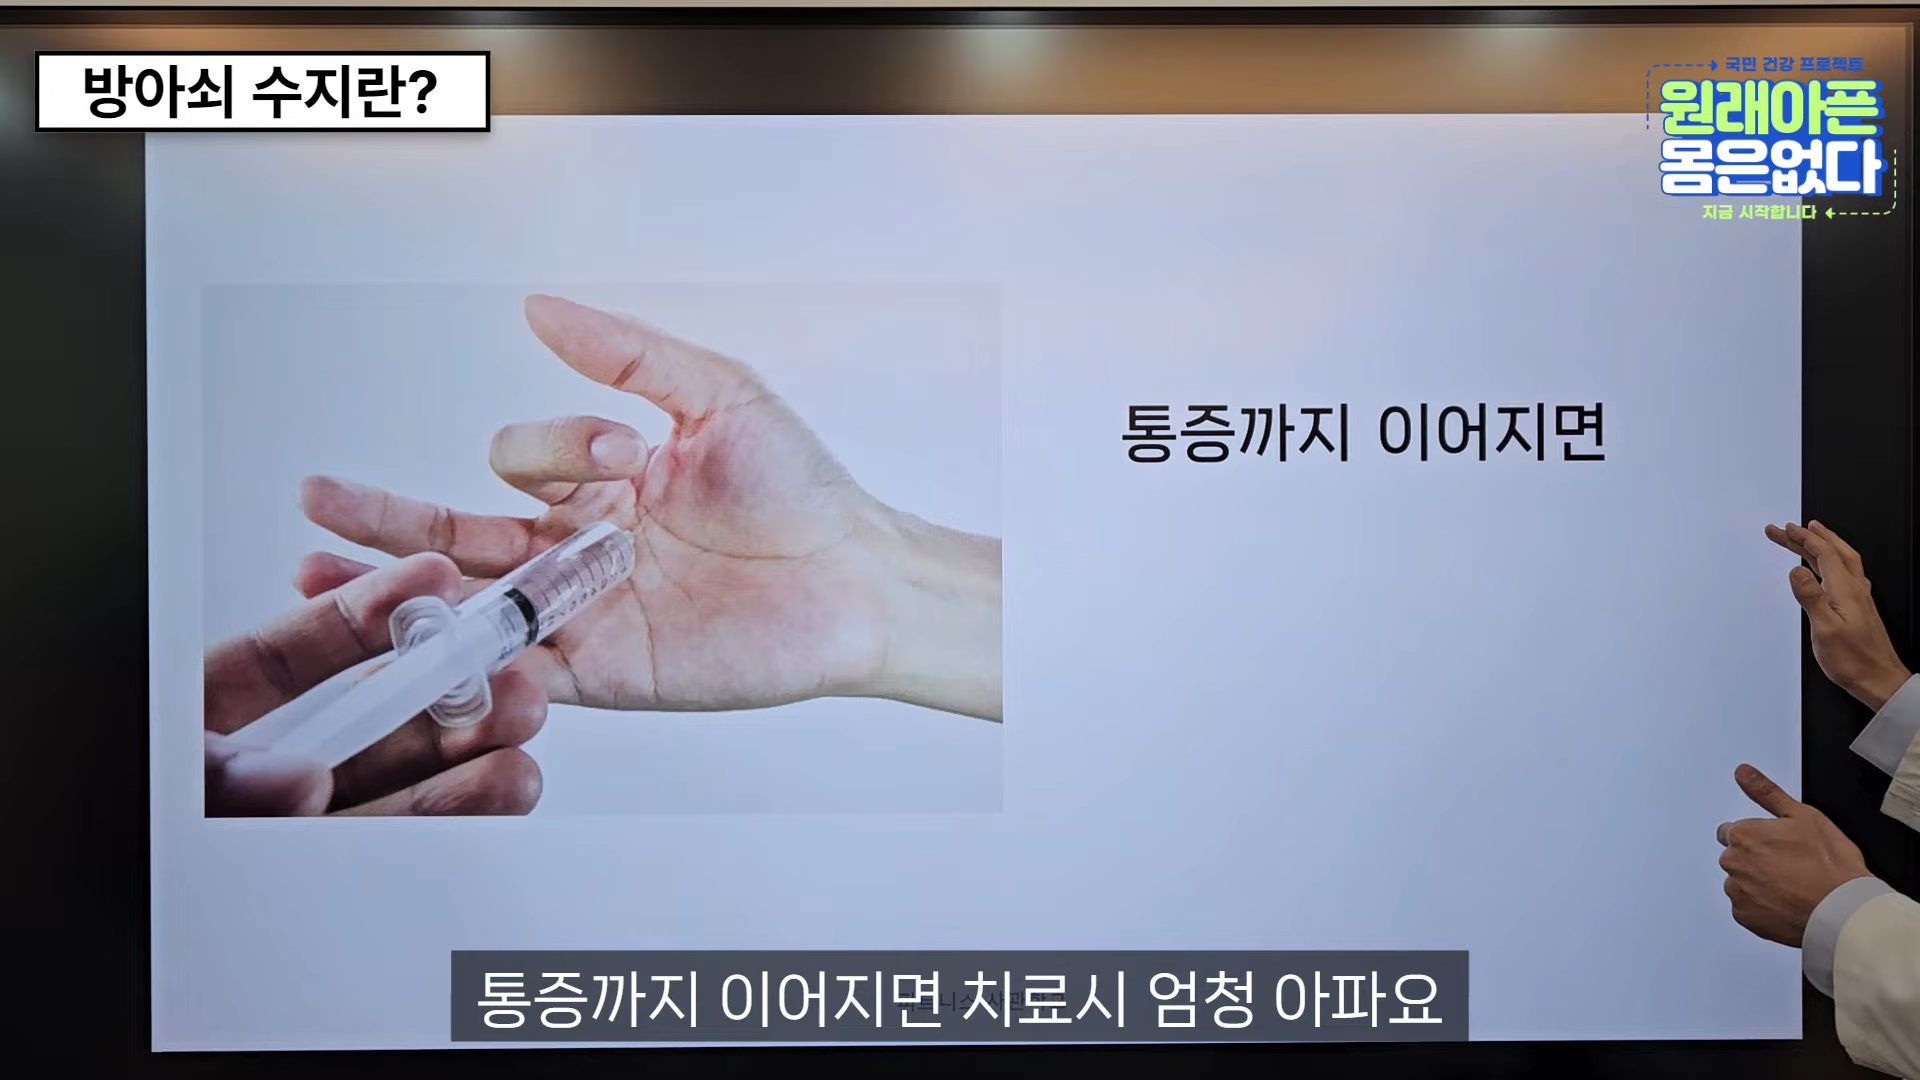 방아쇠 수지란?
국민 건강 프로젝트
원래아픈
몸은없다
지금 시작합니다
통증까지 이어지면
통증까지 이어지면 치료시 엄청 아파요